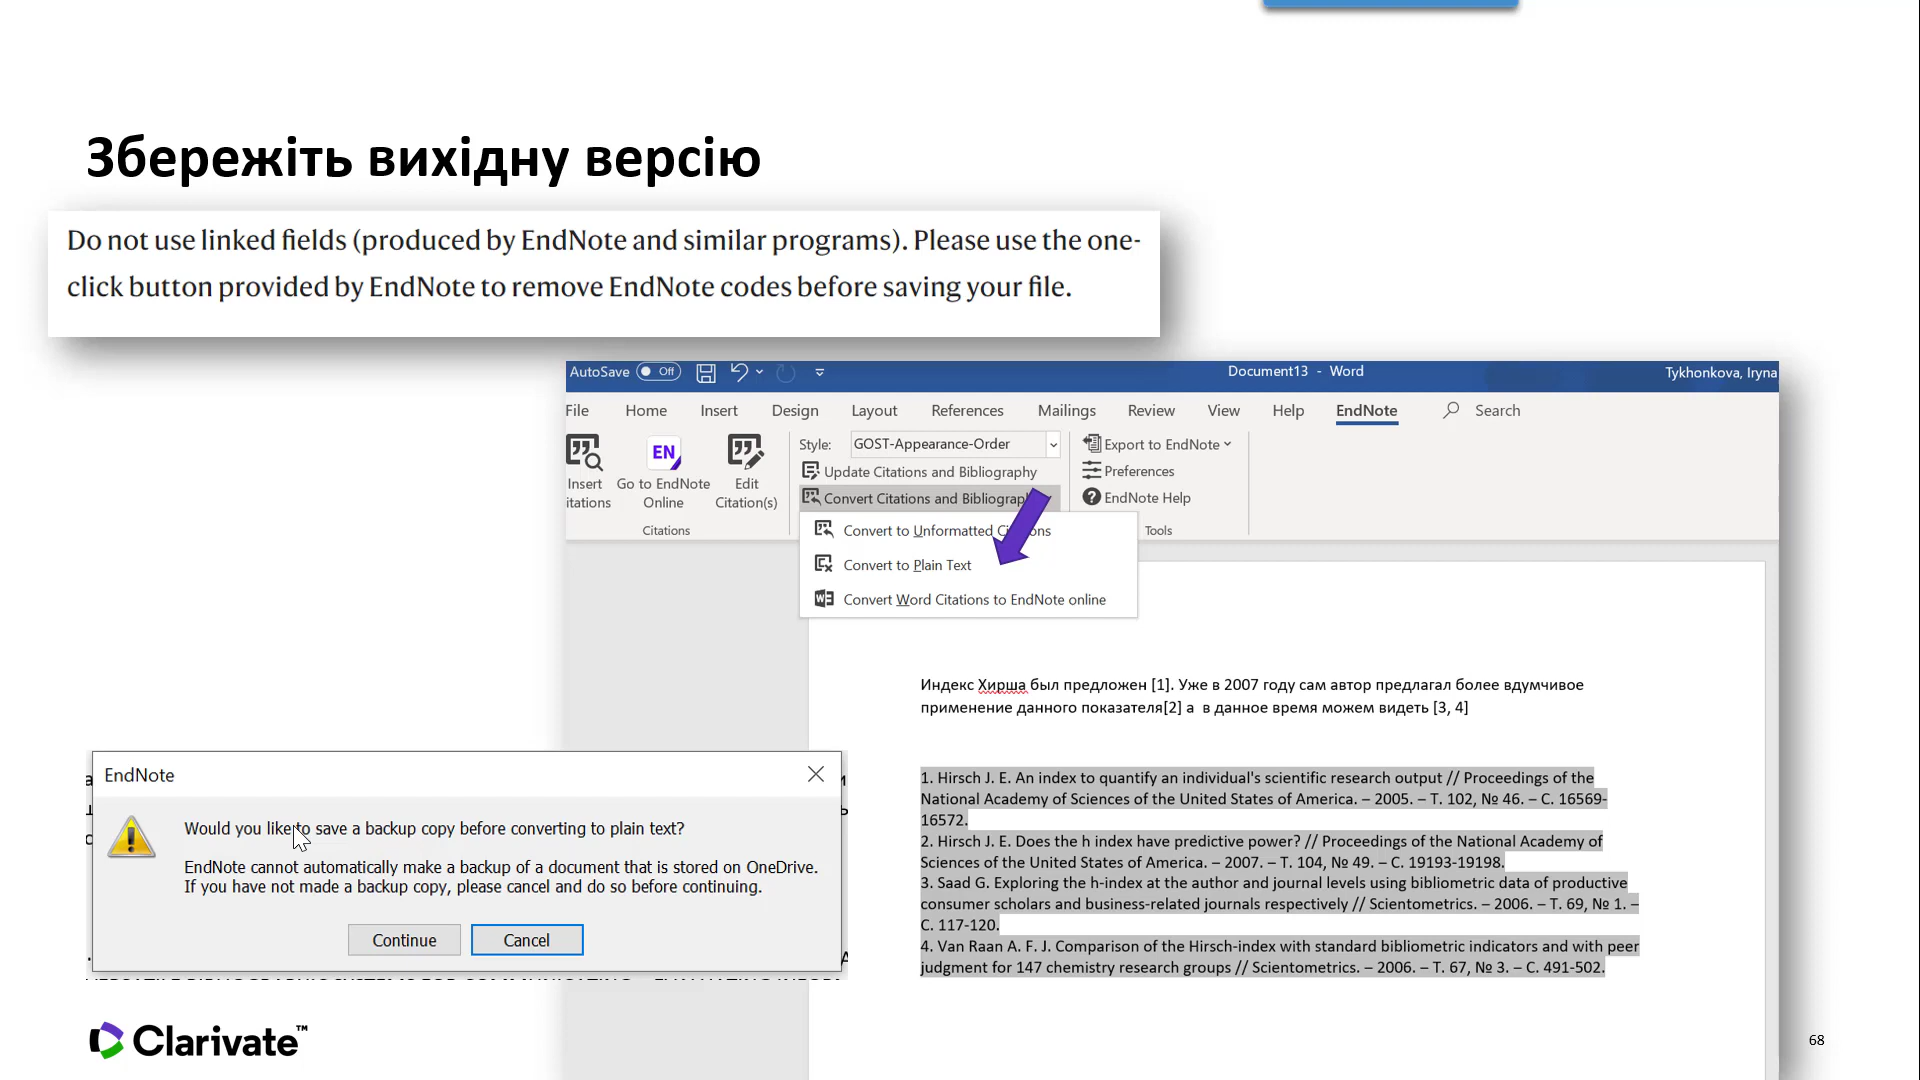 Збережіть вихідну версію
Do not use linked fields (produced by EndNote and similar programs). Please use the one-
click button provided by EndNote to remove EndNote codes before saving your file.
AutoSave Off
Document13 - Word
Tykhonkova, Iryna
File Home Insert Design Layout References Mailings Review View Help EndNote Search
Insert
itations
EN
Go to EndNote
Online
Edit
Citation(s)
Citations
Style: GOST-Appearance-Order
Update Citations and Bibliography
Convert Citations and Bibliography
Convert to Unformatted Citations
Convert to Plain Text
Convert Word Citations to EndNote online
Export to EndNote
Preferences
EndNote Help
Tools
Индекс Хирша был предложен [1]. Уже в 2007 году сам автор предлагал более вдумчивое
применение данного показателя[2] а в данное время можем видеть [3, 4]
1. Hirsch J. E. An index to quantify an individual's scientific research output // Proceedings of the
National Academy of Sciences of the United States of America. – 2005. – Т. 102, № 46. – С. 16569-
16572.
2. Hirsch J. E. Does the h index have predictive power? // Proceedings of the National Academy of
Sciences of the United States of America. – 2007. – Т. 104, № 49. – С. 19193-19198.
3. Saad G. Exploring the h-index at the author and journal levels using bibliometric data of productive
consumer scholars and business-related journals respectively // Scientometrics. – 2006. – Т. 69, № 1. –
С. 117-120.
4. Van Raan A. F. J. Comparison of the Hirsch-index with standard bibliometric indicators and with peer
judgment for 147 chemistry research groups // Scientometrics. – 2006. – Т. 67, № 3. – С. 491-502.
EndNote
Would you like to save a backup copy before converting to plain text?
EndNote cannot automatically make a backup of a document that is stored on OneDrive.
If you have not made a backup copy, please cancel and do so before continuing.
Continue Cancel
Clarivate™
68